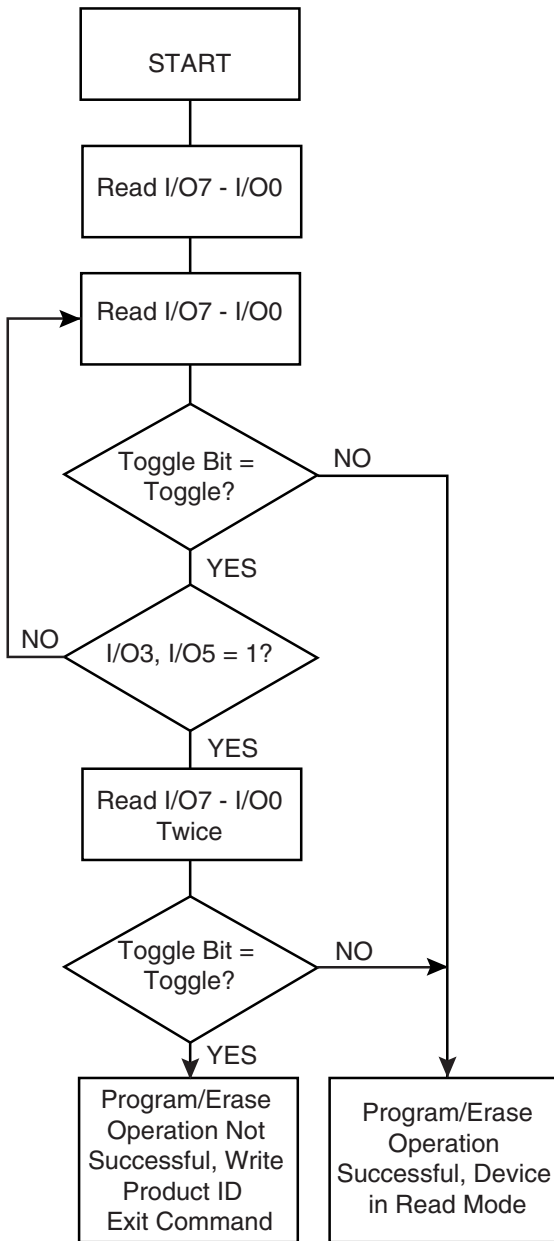 START
Read I/O7 - I/O0
Read I/O7 - I/O0
Toggle Bit =
Toggle?
NO
YES
NO
I/O3, I/O5 = 1?
YES
Read I/O7 - I/O0
Twice
Toggle Bit =
Toggle?
NO
YES
Program/Erase
Operation Not
Successful, Write
Product ID
Exit Command
Program/Erase
Operation
Successful, Device
in Read Mode